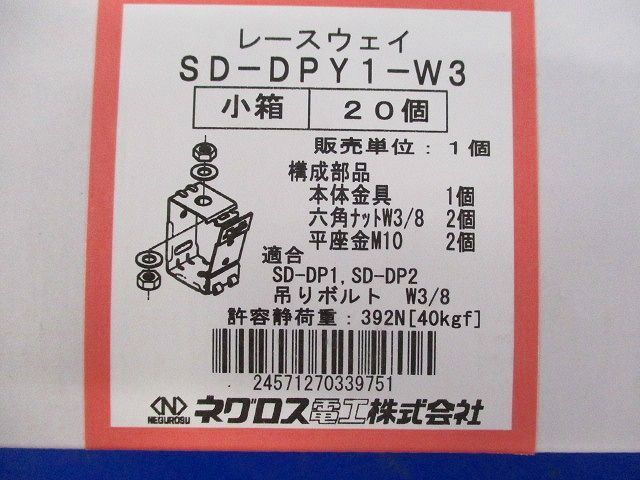 レースウェイ
SD-DPY1-W3
小箱 20個
販売単位：1個
構成部品
本体金具 1個
六角ナットW3/8 2個
平座金M10 2個
適合
SD-DP1,SD-DP2
吊りボルト W3/8
許容静荷重：392N[40kgf]
24571270339751
NEGUROSU ネグロス電工株式会社